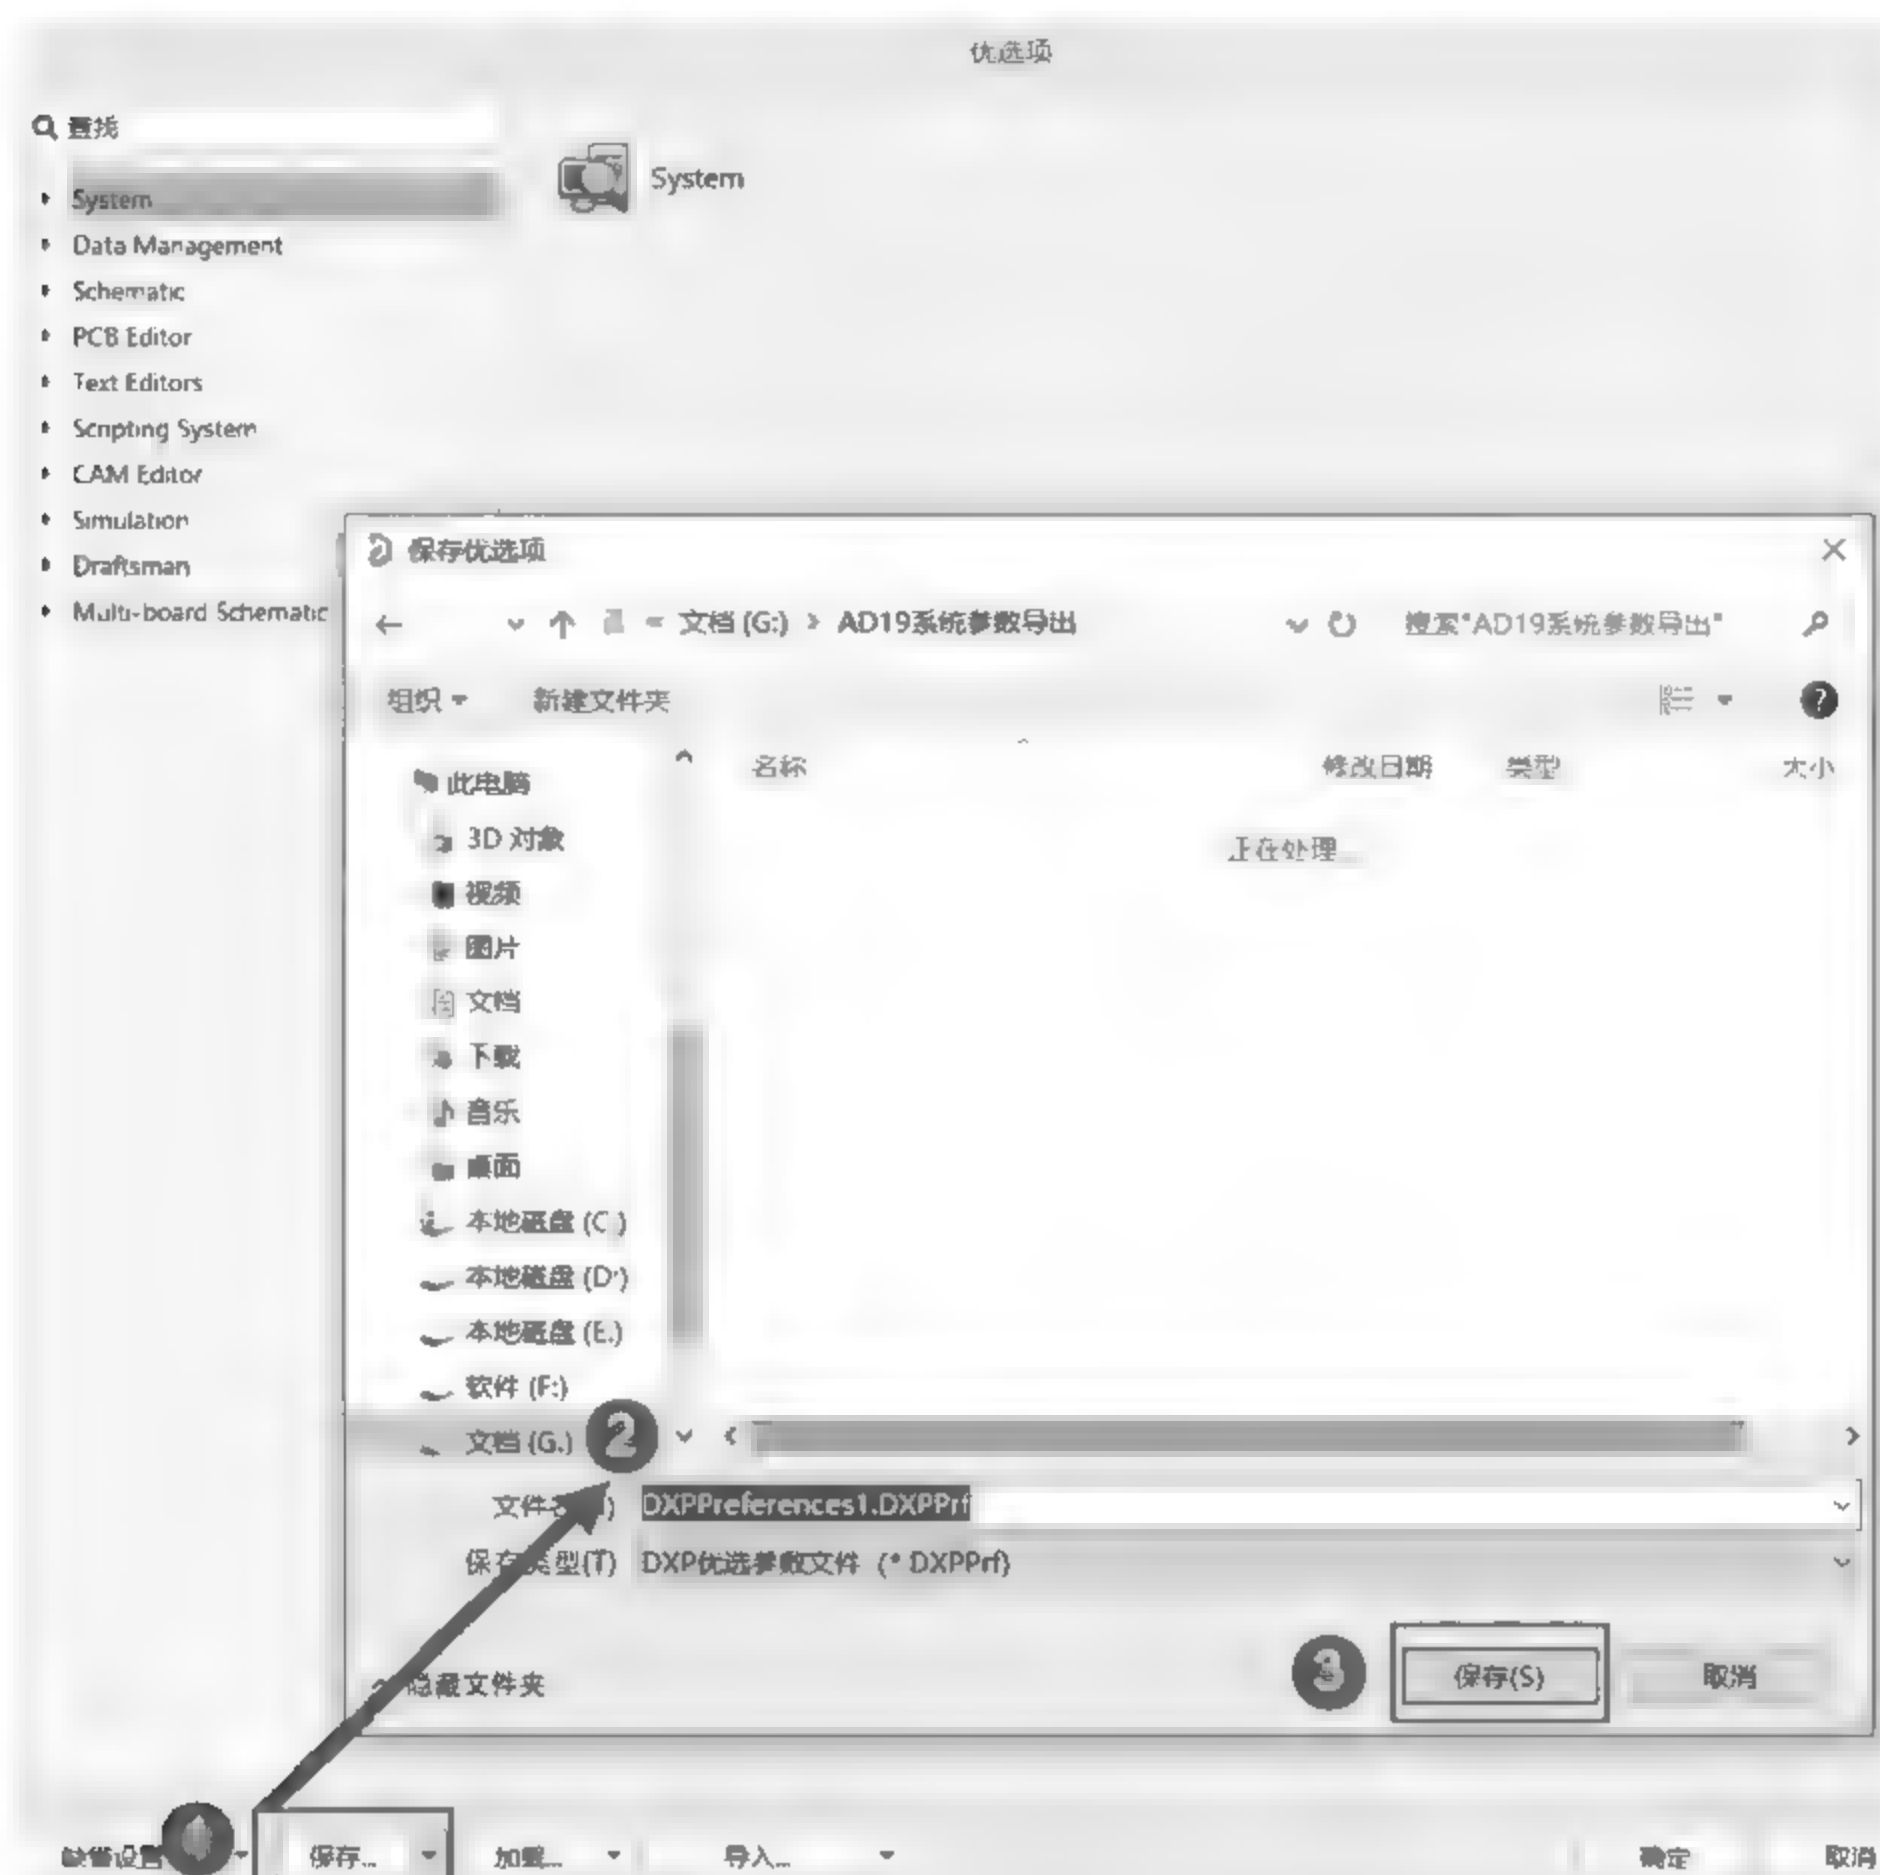 优选项
查找
System
System
Data Management
Schematic
PCB Editor
Text Editors
Scripting System
CAM Editor
Simulation
Draftsman
Multi-board Schematic
保存优选项
文档 (G:) > AD19系统参数导出
搜索"AD19系统参数导出"
组织
新建文件夹
名称 修改日期 类型 大小
正在处理...
此电脑
3D 对象
视频
图片
文档
下载
音乐
桌面
本地磁盘 (C:)
本地磁盘 (D:)
本地磁盘 (E:)
软件 (F:)
文档 (G:)
2
DXPPreferences1.DXPPrf
保存类型(T) DXP优选参数文件 (*.DXPPrf)
3
保存(S) 取消
隐藏文件夹
缺省设置
保存...
加载...
导入...
确定
取消